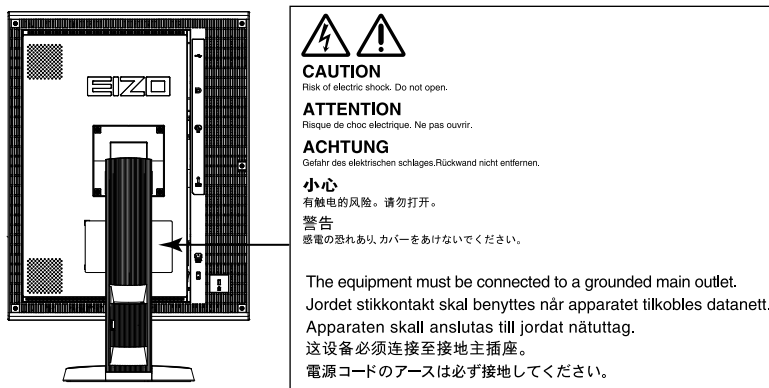 EIZO
CAUTION
Risk of electric shock. Do not open.
ATTENTION
Risque de choc electrique. Ne pas ouvrir.
ACHTUNG
Gefahr des elektrischen schlages.Rückwand nicht entfernen.
小心
有触电的风险。请勿打开。
警告
感電の恐れあり、カバーをあけないでください。
The equipment must be connected to a grounded main outlet.
Jordet stikkontakt skal benyttes når apparatet tilkobles datanett.
Apparaten skall anslutas till jordat nätuttag.
这设备必须连接至接地主插座。
電源コードのアースは必ず接地してください。